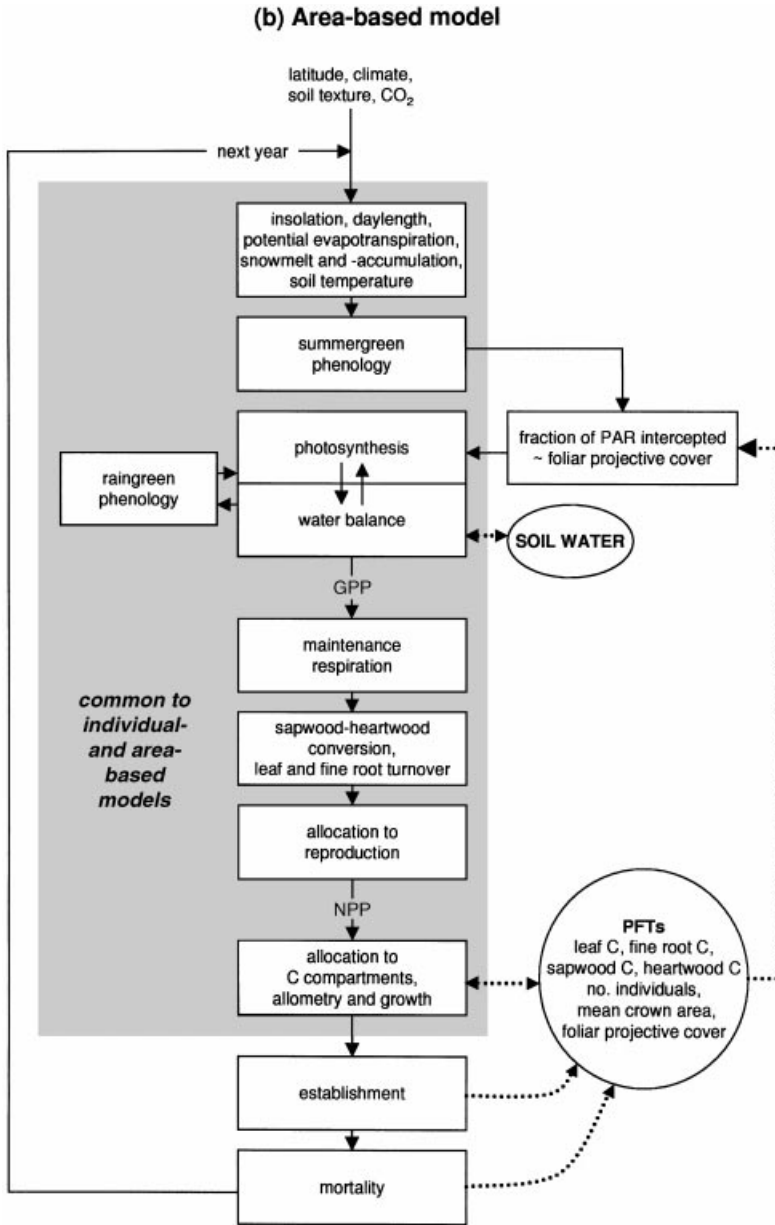 (b) Area-based model
latitude, climate,
soil texture, CO₂
next year
insolation, daylength,
potential evapotranspiration,
snowmelt and -accumulation,
soil temperature
summergreen
phenology
fraction of PAR intercepted
~ foliar projective cover
photosynthesis
raingreen
phenology
water balance
SOIL WATER
GPP
maintenance
respiration
common to
individual-
and area-
based
models
sapwood-heartwood
conversion,
leaf and fine root turnover
allocation to
reproduction
NPP
PFTs
leaf C, fine root C,
sapwood C, heartwood C
no. individuals,
mean crown area,
foliar projective cover
allocation to
C compartments,
allometry and growth
establishment
mortality